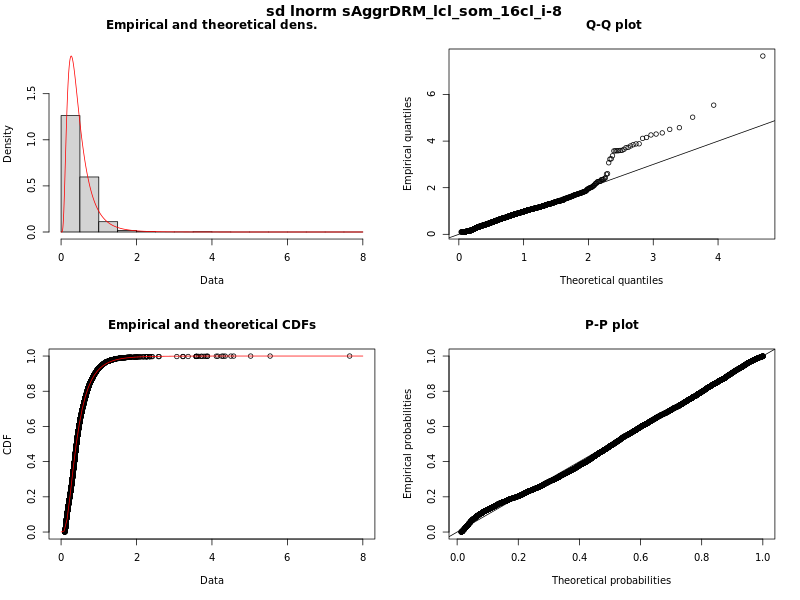 sd lnorm sAggrDRM_lcl_som_16cl_i-8
Empirical and theoretical dens.
Density
0.0 0.5 1.0 1.5
0 2 4 6 8
Data
Q-Q plot
Empirical quantiles
0 2 4 6
0 1 2 3 4
Theoretical quantiles
Empirical and theoretical CDFs
CDF
0.0 0.2 0.4 0.6 0.8 1.0
0 2 4 6 8
Data
P-P plot
Empirical probabilities
0.0 0.2 0.4 0.6 0.8 1.0
0.0 0.2 0.4 0.6 0.8 1.0
Theoretical probabilities